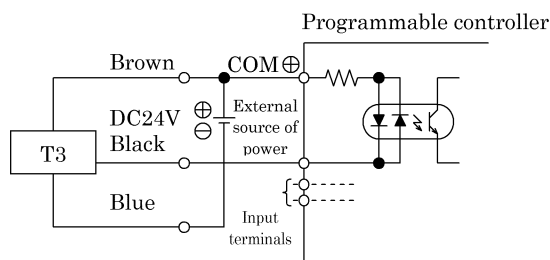 Programmable controller
Brown
COM ⊕
DC24V
⊕
⊖
External
source of
power
Black
T3
Blue
Input
terminals